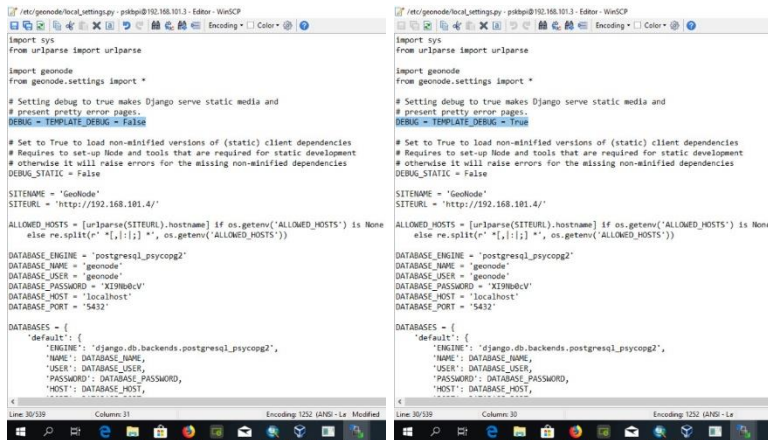 /etc/geonode/local_settings.py - pskbpi@192.168.101.3 - Editor - WinSCP
Encoding Color
import sys
from urlparse import urlparse
import geonode
from geonode.settings import *
# Setting debug to true makes Django serve static media and
# present pretty error pages.
DEBUG = TEMPLATE_DEBUG = False
# Set to True to load non-minified versions of (static) client dependencies
# Requires to set-up Node and tools that are required for static development
# otherwise it will raise errors for the missing non-minified dependencies
DEBUG_STATIC = False
SITENAME = 'GeoNode'
SITEURL = 'http://192.168.101.4/'
ALLOWED_HOSTS = [urlparse(SITEURL).hostname] if os.getenv('ALLOWED_HOSTS') is None
else re.split(r' *[,|:|;] *', os.getenv('ALLOWED_HOSTS'))
DATABASE_ENGINE = 'postgresql_psycopg2'
DATABASE_NAME = 'geonode'
DATABASE_USER = 'geonode'
DATABASE_PASSWORD = 'XI9Nb0cV'
DATABASE_HOST = 'localhost'
DATABASE_PORT = '5432'
DATABASES = {
'default': {
'ENGINE': 'django.db.backends.postgresql_psycopg2',
'NAME': DATABASE_NAME,
'USER': DATABASE_USER,
'PASSWORD': DATABASE_PASSWORD,
'HOST': DATABASE_HOST,
Line: 30/539 Column: 31 Encoding: 1252 (ANSI - La Modified
/etc/geonode/local_settings.py - pskbpi@192.168.101.3 - Editor - WinSCP
Encoding Color
import sys
from urlparse import urlparse
import geonode
from geonode.settings import *
# Setting debug to true makes Django serve static media and
# present pretty error pages.
DEBUG = TEMPLATE_DEBUG = True
# Set to True to load non-minified versions of (static) client dependencies
# Requires to set-up Node and tools that are required for static development
# otherwise it will raise errors for the missing non-minified dependencies
DEBUG_STATIC = False
SITENAME = 'GeoNode'
SITEURL = 'http://192.168.101.4/'
ALLOWED_HOSTS = [urlparse(SITEURL).hostname] if os.getenv('ALLOWED_HOSTS') is Non
else re.split(r' *[,|:|;] *', os.getenv('ALLOWED_HOSTS'))
DATABASE_ENGINE = 'postgresql_psycopg2'
DATABASE_NAME = 'geonode'
DATABASE_USER = 'geonode'
DATABASE_PASSWORD = 'XI9Nb0cV'
DATABASE_HOST = 'localhost'
DATABASE_PORT = '5432'
DATABASES = {
'default': {
'ENGINE': 'django.db.backends.postgresql_psycopg2',
'NAME': DATABASE_NAME,
'USER': DATABASE_USER,
'PASSWORD': DATABASE_PASSWORD,
'HOST': DATABASE_HOST,
Line: 30/539 Column: 30 Encoding: 1252 (ANSI - La